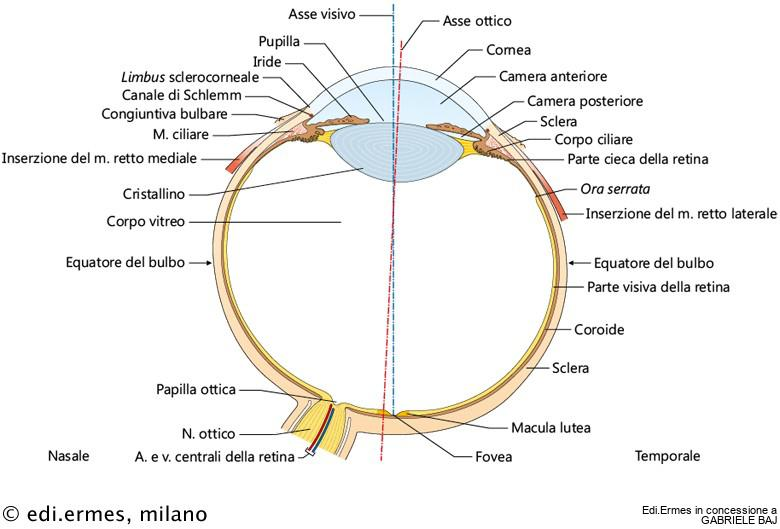 Asse visivo
Asse ottico
Pupilla
Cornea
Iride
Camera anteriore
Limbus sclerocorneale
Canale di Schlemm
Camera posteriore
Congiuntiva bulbare
Sclera
M. ciliare
Corpo ciliare
Inserzione del m. retto mediale
Parte cieca della retina
Cristallino
Ora serrata
Corpo vitreo
Inserzione del m. retto laterale
Equatore del bulbo
Equatore del bulbo
Parte visiva della retina
Coroide
Sclera
Papilla ottica
Macula lutea
N. ottico
Nasale
A. e v. centrali della retina
Fovea
Temporale
© edi.ermes, milano
Edi.Ermes in concessione a
GABRIELE BAJ